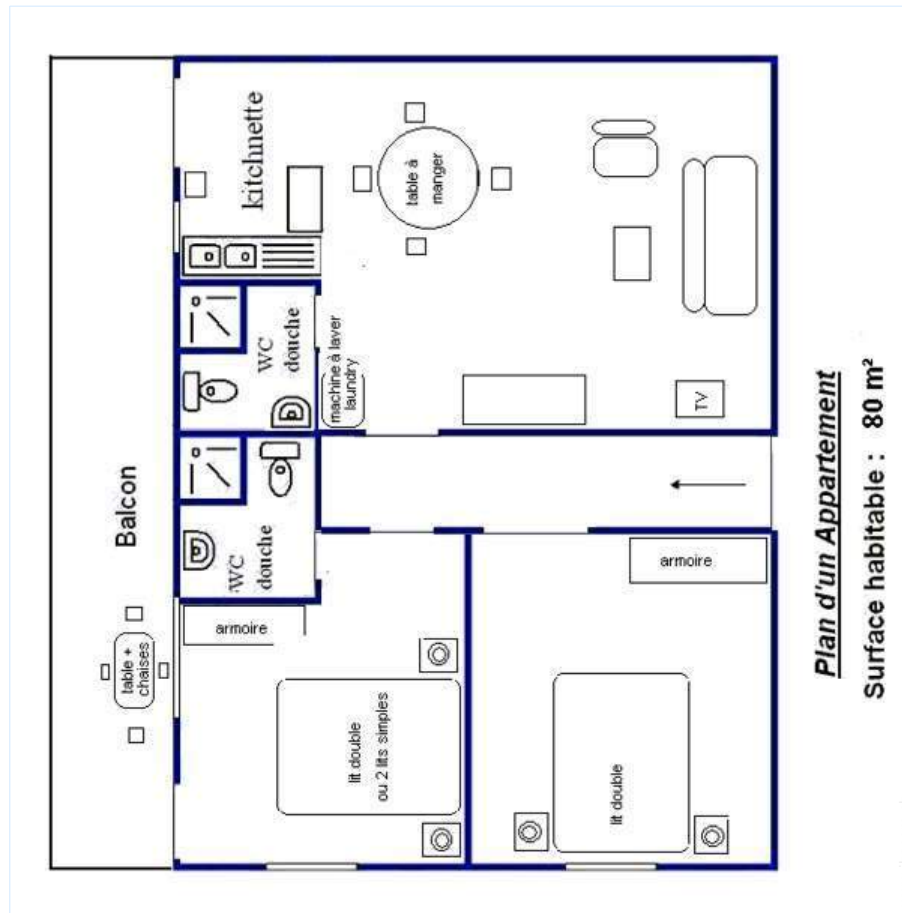 kitchnette
table à
manger
WC
douche
machine à laver
laundry
TV
Balcon
WC
douche
armoire
armoire
table +
chaises
lit double
ou 2 lits simples
lit double
Plan d'un Appartement
Surface habitable : 80 m²